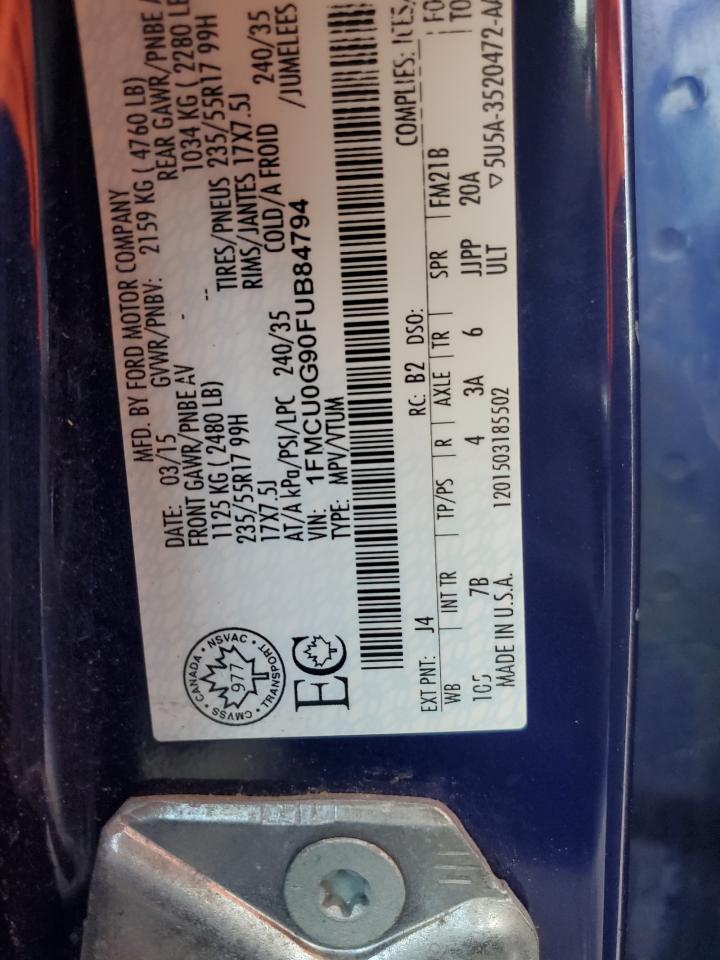 MFD. BY FORD MOTOR COMPANY
DATE: 03/15 GVWR/PNBV: 2159 KG ( 4760 LB)
FRONT GAWR/PNBE AV REAR GAWR/PNBE
1125 KG ( 2480 LB) - 1034 KG ( 2280 LB
235/55R17 99H -- TIRES/PNEUS 235/55R17 99H
17X7.5J RIMS/JANTES 17X7.5J
AT/A kPa/PSI/LPC 240/35 COLD/A FROID 240/35
VIN: 1FMCU0G90FUB84794 /JUMELEES
TYPE: MPV/VTUM
CANADA • NSVAC • TRANSPORT • CMVSS •
977
EC
COMPLIES:
EXT PNT: J4 RC: B2 DSO: FO
WB INT TR TP/PS R AXLE TR SPR FM21B TO
105 7B 4 3A 6 JJPP 20A
MADE IN U.S.A. 1201503185502 ULT ▽ 5U5A-3520472-AA